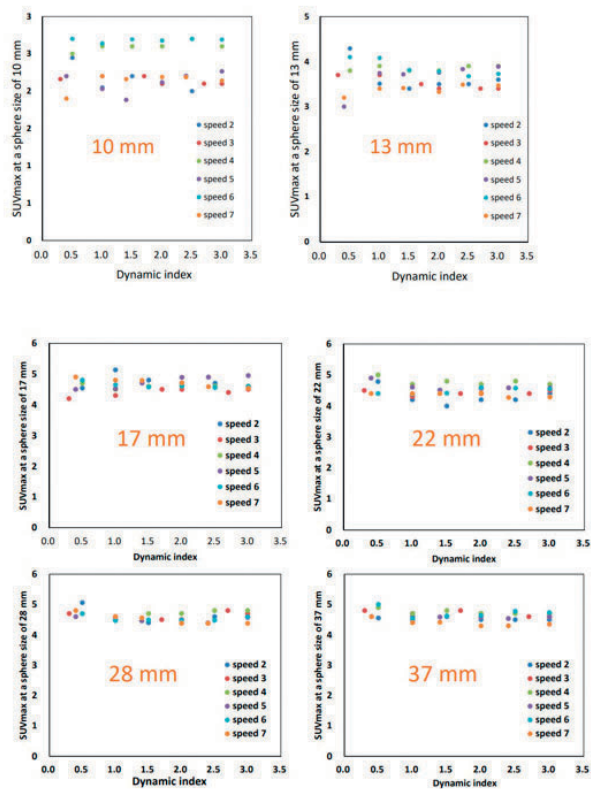 SUVmax at a sphere size of 10 mm
3
3
2
2
1
1
0
10 mm
speed 2
speed 3
speed 4
speed 5
speed 6
speed 7
0.0 0.5 1.0 1.5 2.0 2.5 3.0 3.5
Dynamic index
SUVmax at a sphere size of 13 mm
5
4
3
2
1
0
13 mm
speed 2
speed 3
speed 4
speed 5
speed 6
speed 7
0.0 0.5 1.0 1.5 2.0 2.5 3.0 3.5
Dynamic index
SUVmax at a sphere size of 17 mm
6
5
4
3
2
1
0
17 mm
speed 2
speed 3
speed 4
speed 5
speed 6
speed 7
0.0 0.5 1.0 1.5 2.0 2.5 3.0 3.5
Dynamic index
SUVmax at a sphere size of 22 mm
6
5
4
3
2
1
0
22 mm
speed 2
speed 3
speed 4
speed 5
speed 6
speed 7
0.0 0.5 1.0 1.5 2.0 2.5 3.0 3.5
Dynamic index
SUVmax at a sphere size of 28 mm
6
5
4
3
2
1
0
28 mm
speed 2
speed 3
speed 4
speed 5
speed 6
speed 7
0.0 0.5 1.0 1.5 2.0 2.5 3.0 3.5
Dynamic index
SUVmax at a sphere size of 37 mm
6
5
4
3
2
1
0
37 mm
speed 2
speed 3
speed 4
speed 5
speed 6
speed 7
0.0 0.5 1.0 1.5 2.0 2.5 3.0 3.5
Dynamic index